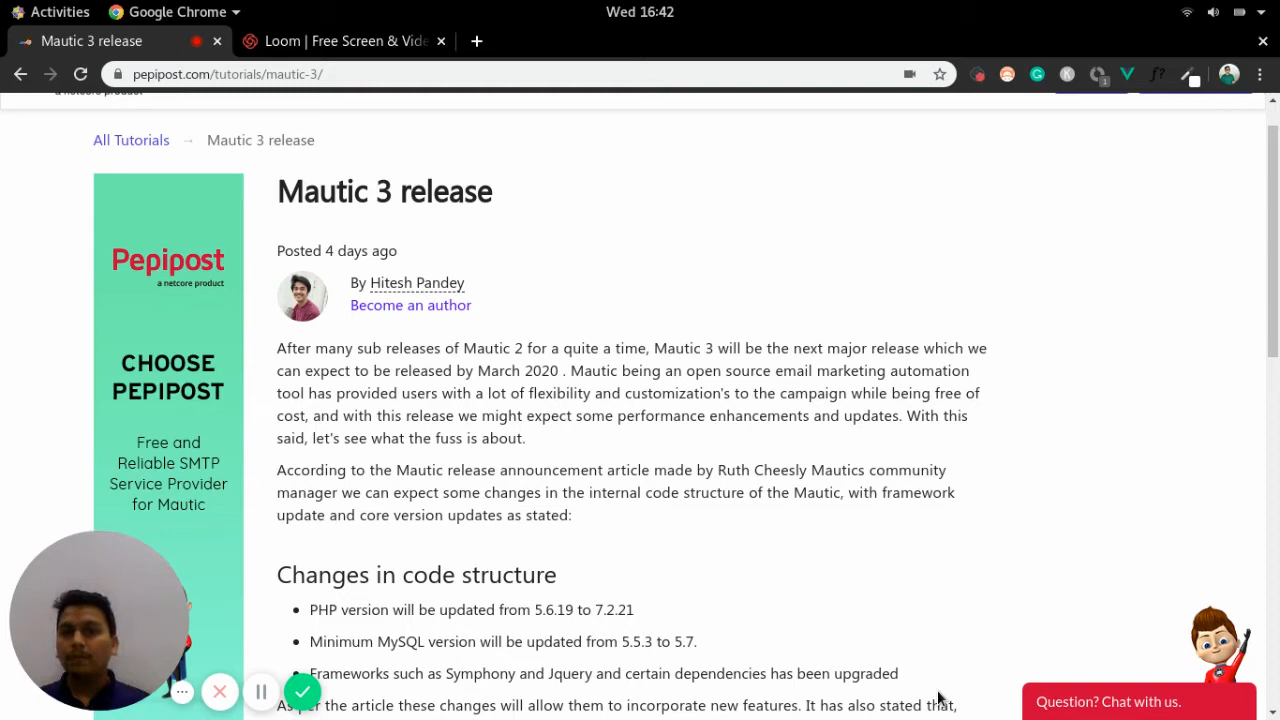 Activities
Google Chrome
Wed 16:42
Mautic 3 release
Loom | Free Screen & Vide
pepipost.com/tutorials/mautic-3/
1
ƒ?
a netcore product
All Tutorials → Mautic 3 release
Pepipost
a netcore product
CHOOSE
PEPIPOST
Free and
Reliable SMTP
Service Provider
for Mautic
Mautic 3 release
Posted 4 days ago
By Hitesh Pandey
Become an author
After many sub releases of Mautic 2 for a quite a time, Mautic 3 will be the next major release which we
can expect to be released by March 2020 . Mautic being an open source email marketing automation
tool has provided users with a lot of flexibility and customization's to the campaign while being free of
cost, and with this release we might expect some performance enhancements and updates. With this
said, let's see what the fuss is about.
According to the Mautic release announcement article made by Ruth Cheesly Mautics community
manager we can expect some changes in the internal code structure of the Mautic, with framework
update and core version updates as stated:
Changes in code structure
• PHP version will be updated from 5.6.19 to 7.2.21
• Minimum MySQL version will be updated from 5.5.3 to 5.7.
• Frameworks such as Symphony and Jquery and certain dependencies has been upgraded
As per the article these changes will allow them to incorporate new features. It has also stated that,
Question? Chat with us.